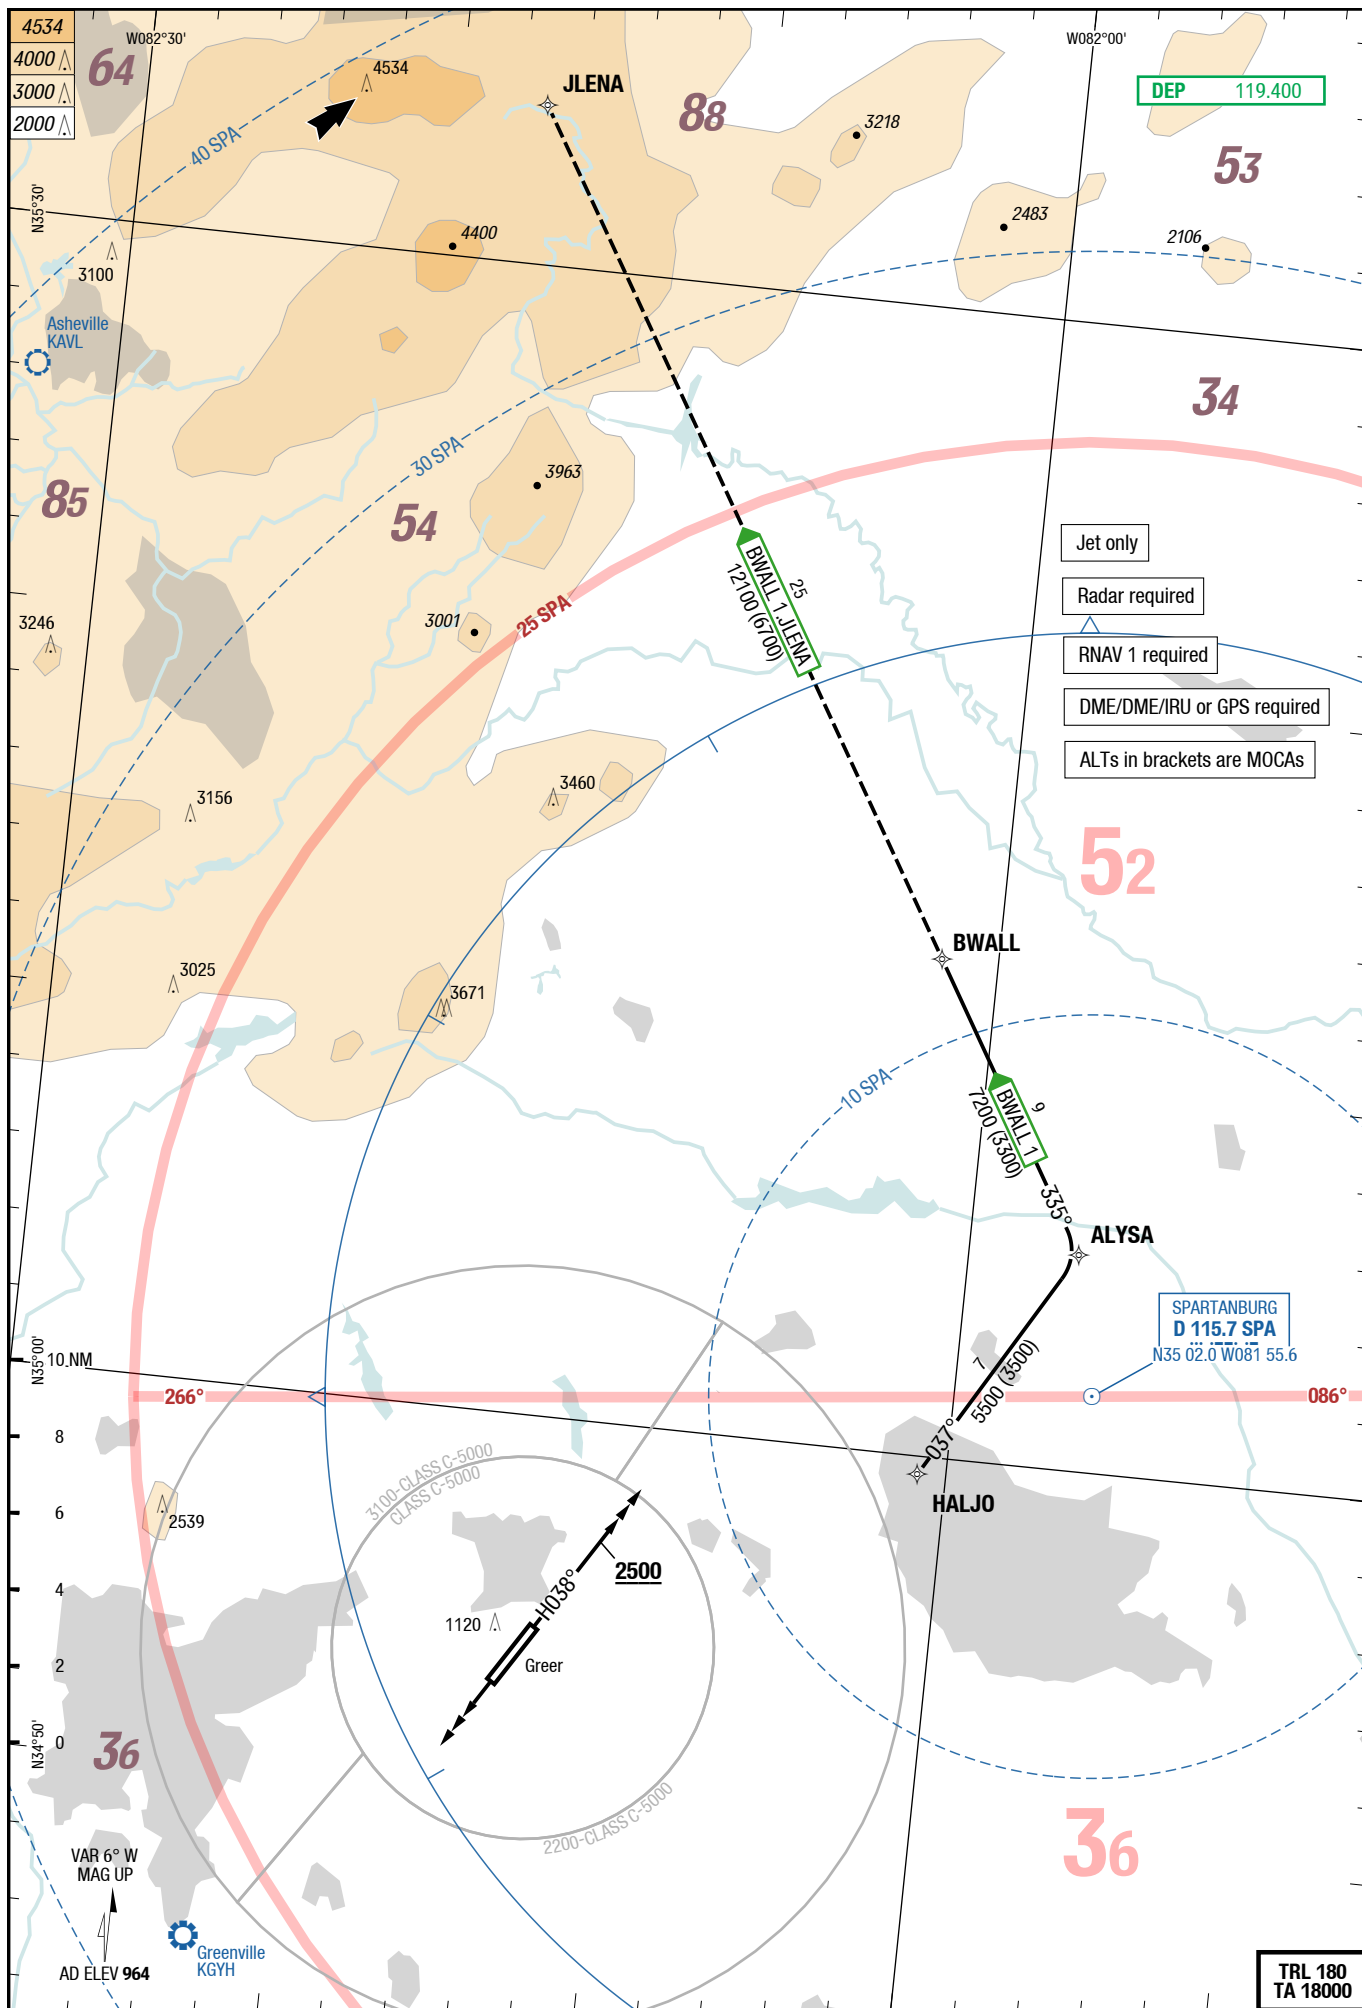 4534
4000
3000
2000
W082°30'
64
4534
JLENA
88
3218
W082°00'
DEP 119.400
53
40 SPA
N35°30'
3100
4400
2483
2106
Asheville
KAVL
34
30 SPA
85
54
3963
Jet only
Radar required
RNAV 1 required
DME/DME/IRU or GPS required
ALTs in brackets are MOCAs
25
BWALL 1.JLENA
12100 (6700)
3246
3001
25 SPA
3156
3460
52
BWALL
3025
3671
10 SPA
9
BWALL 1
7200 (3300)
335°
ALYSA
SPARTANBURG
D 115.7 SPA
N35 02.0 W081 55.6
N35°00'
10 NM
7
5500 (3500)
266°
086°
037°
HALJO
8
3100-CLASS C-5000
CLASS C-5000
6
2539
2500
H038°
4
1120
Greer
2
N34°50'
0
36
2200-CLASS C-5000
36
VAR 6° W
MAG UP
AD ELEV 964
Greenville
KGYH
TRL 180
TA 18000